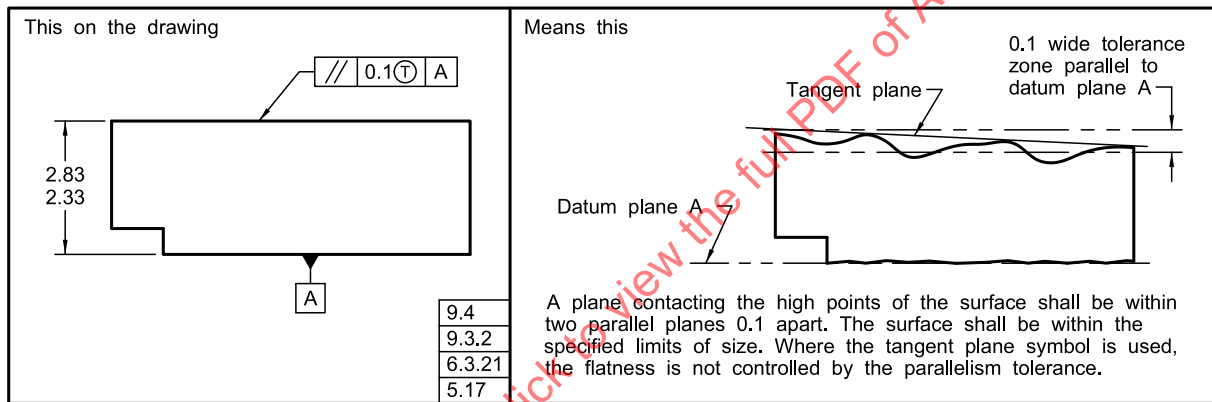 This on the drawing
// 0.1Ⓣ A
2.83
2.33
A
9.4
9.3.2
6.3.21
5.17
Means this
0.1 wide tolerance
zone parallel to
datum plane A
Tangent plane
Datum plane A
A plane contacting the high points of the surface shall be within
two parallel planes 0.1 apart. The surface shall be within the
specified limits of size. Where the tangent plane symbol is used,
the flatness is not controlled by the parallelism tolerance.
lick to view the full PDF of A